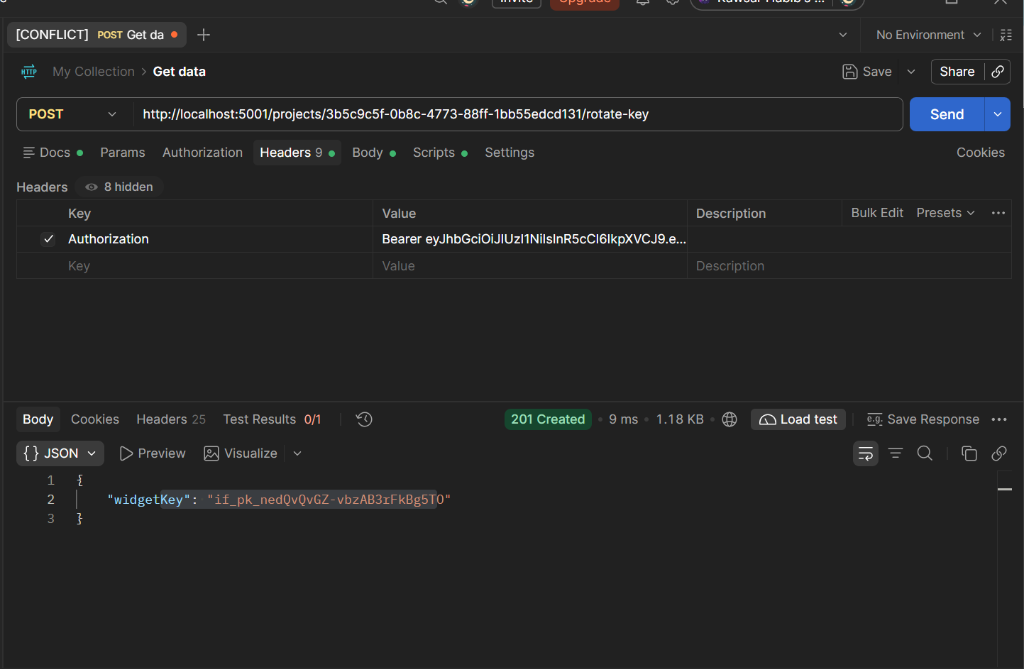 Invite
Upgrade
[CONFLICT] POST Get da
No Environment
My Collection > Get data
Save
Share
POST
http://localhost:5001/projects/3b5c9c5f-0b8c-4773-88ff-1bb55edcd131/rotate-key
Send
Docs
Params
Authorization
Headers 9
Body
Scripts
Settings
Cookies
Headers
8 hidden
Key Value Description Bulk Edit Presets
Authorization Bearer eyJhbGciOiJIUzI1NiIsInR5cCI6IkpXVCJ9.e...
Key Value Description
Body Cookies Headers 25 Test Results 0/1
201 Created • 9 ms • 1.18 KB
Load test
e.g. Save Response
{} JSON
Preview
Visualize
1 {
2 "widgetKey": "if_pk_nedQvQvGZ-vbzAB3rFkBg5TO"
3 }